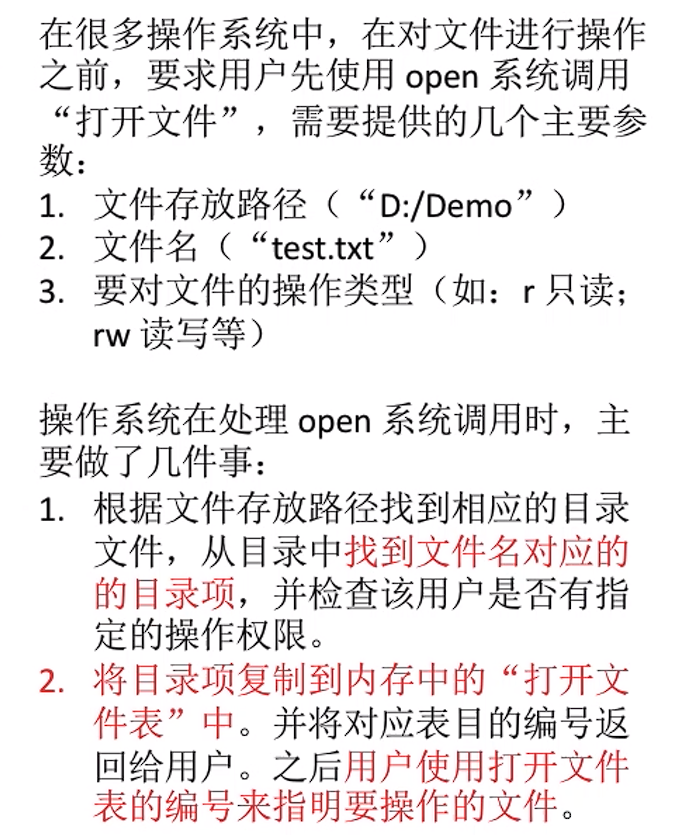 在很多操作系统中，在对文件进行操作
之前，要求用户先使用 open 系统调用
“打开文件”，需要提供的几个主要参
数：
1. 文件存放路径（“D:/Demo”）
2. 文件名（“test.txt”）
3. 要对文件的操作类型（如：r 只读；
rw 读写等）
操作系统在处理 open 系统调用时，主
要做了几件事：
1. 根据文件存放路径找到相应的目录
文件，从目录中找到文件名对应的
的目录项，并检查该用户是否有指
定的操作权限。
2. 将目录项复制到内存中的“打开文
件表”中。并将对应表目的编号返
回给用户。之后用户使用打开文件
表的编号来指明要操作的文件。